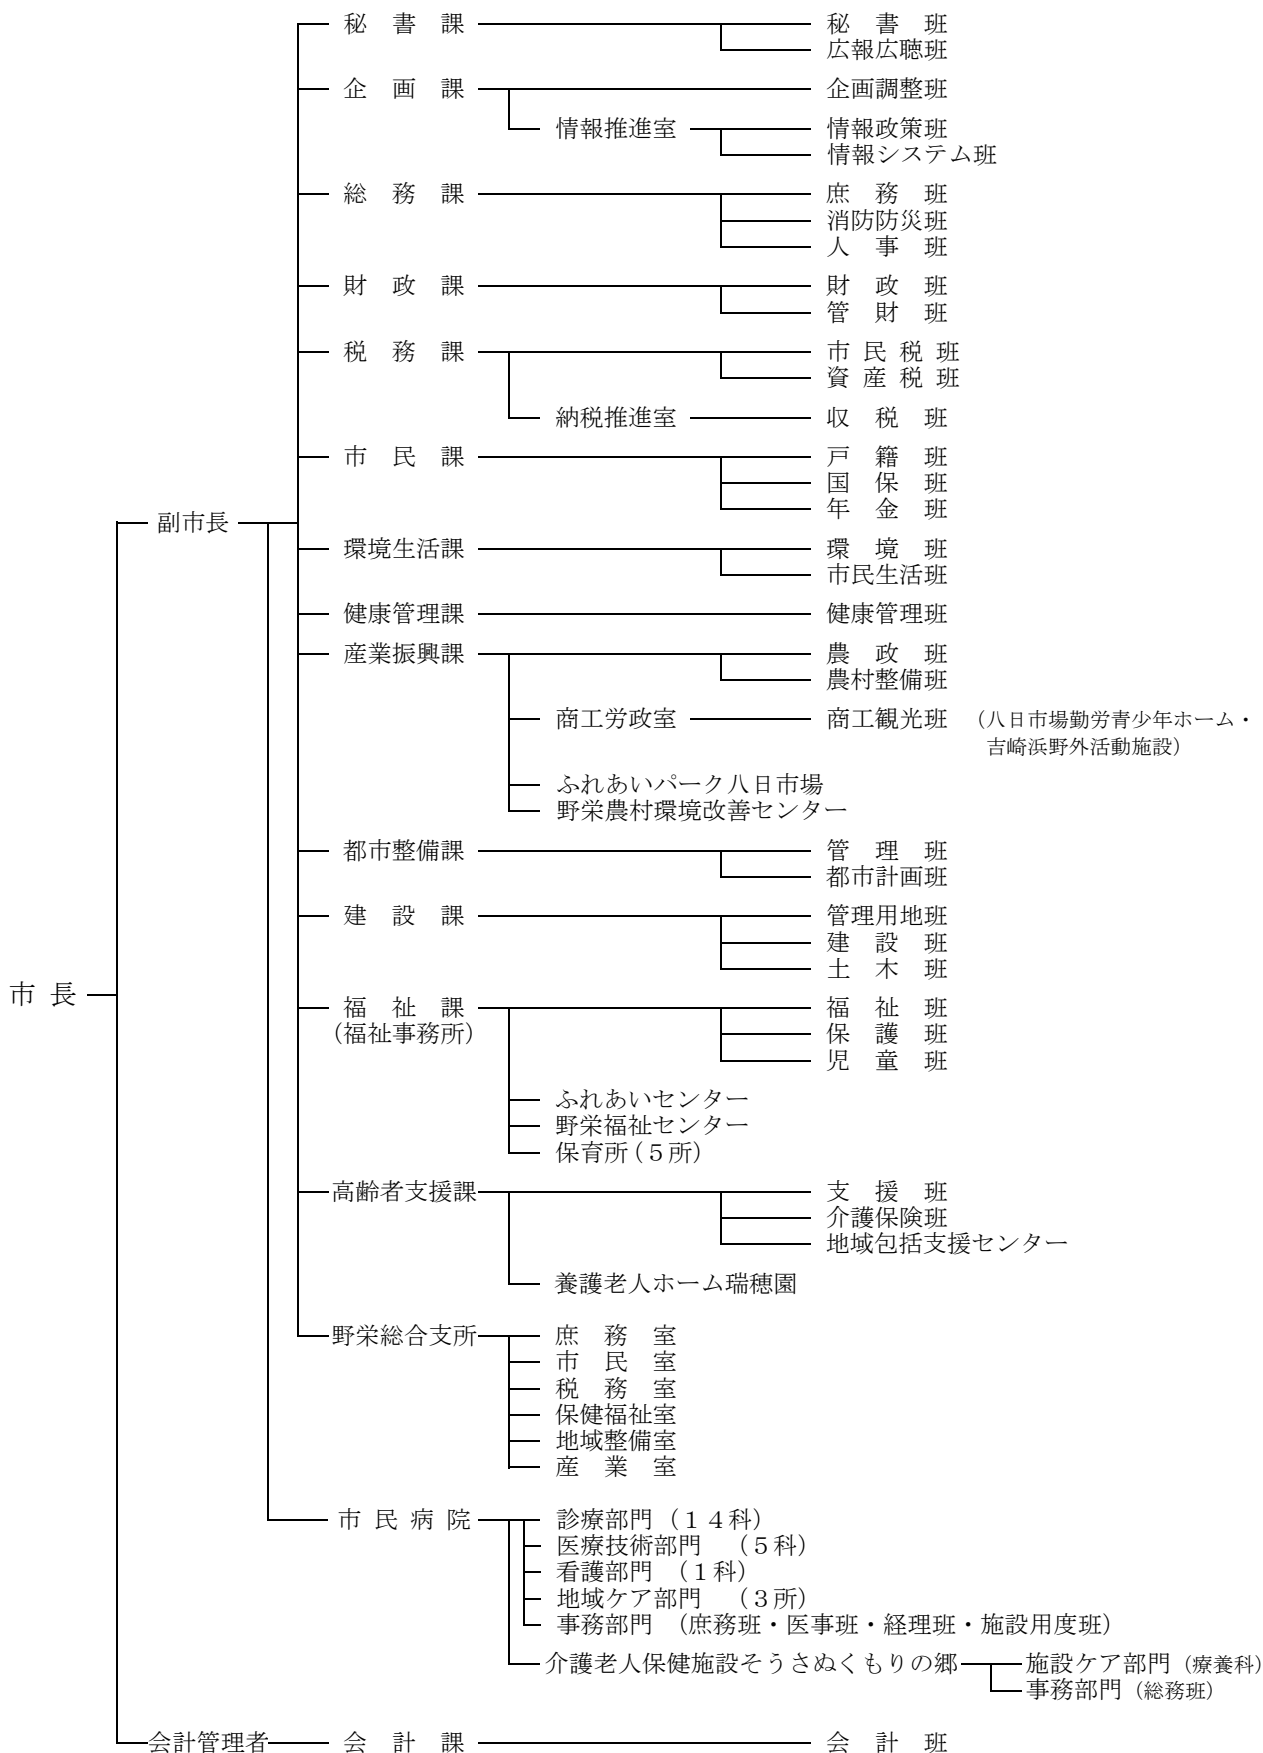 秘書課 秘書班
広報広聴班
企画課 企画調整班
情報推進室 情報政策班
情報システム班
総務課 庶務班
消防防災班
人事班
財政課 財政班
管財班
税務課 市民税班
資産税班
納税推進室 収税班
市民課 戸籍班
国保班
年金班
副市長
環境生活課 環境班
市民生活班
健康管理課 健康管理班
産業振興課 農政班
農村整備班
商工労政室 商工観光班 (八日市場勤労青少年ホーム・
吉崎浜野外活動施設)
ふれあいパーク八日市場
野栄農村環境改善センター
都市整備課 管理班
都市計画班
建設課 管理用地班
建設班
土木班
市長
福祉課 福祉班
(福祉事務所) 保護班
児童班
ふれあいセンター
野栄福祉センター
保育所(5所)
高齢者支援課 支援班
介護保険班
地域包括支援センター
養護老人ホーム瑞穂園
野栄総合支所 庶務室
市民室
税務室
保健福祉室
地域整備室
産業室
市民病院 診療部門(14科)
医療技術部門 (5科)
看護部門 (1科)
地域ケア部門 (3所)
事務部門 (庶務班・医事班・経理班・施設用度班)
介護老人保健施設そうさぬくもりの郷 施設ケア部門(療養科)
事務部門(総務班)
会計管理者 会計課 会計班